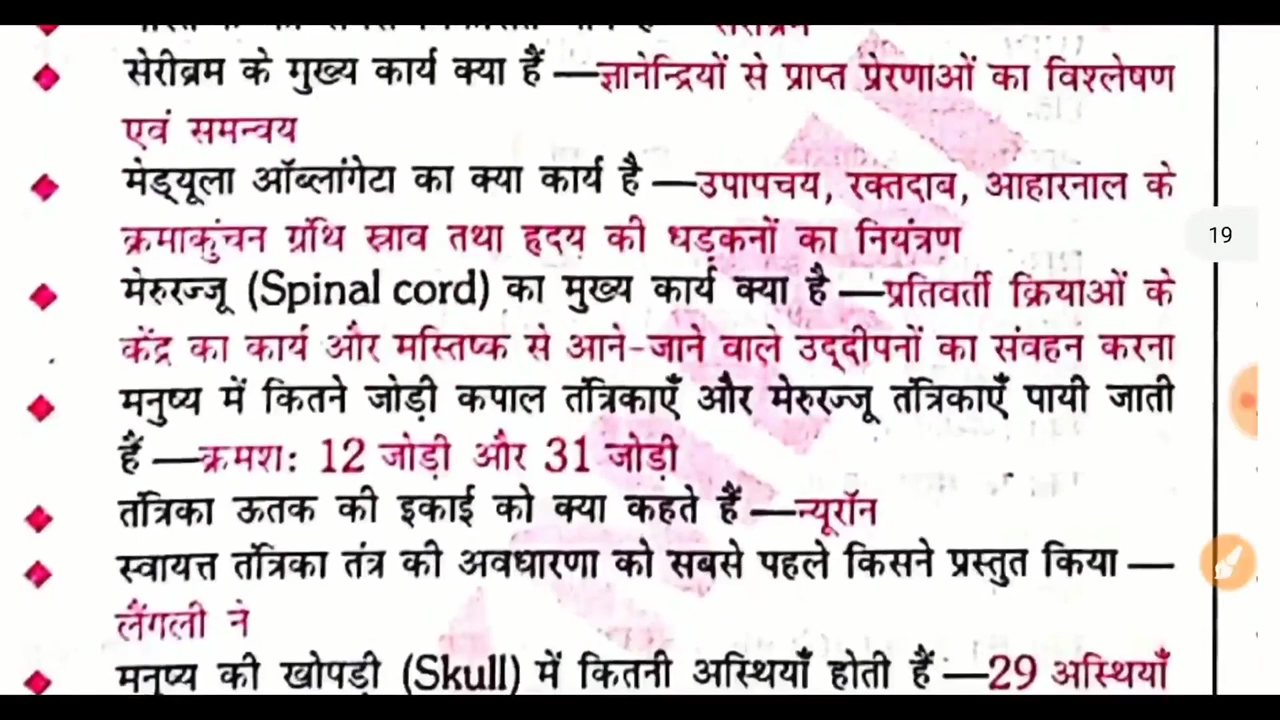 सेरीब्रम
सेरीब्रम के मुख्य कार्य क्या हैं —ज्ञानेन्द्रियों से प्राप्त प्रेरणाओं का विश्लेषण
एवं समन्वय
मेड्यूला ऑब्लांगेटा का क्या कार्य है —उपापचय, रक्तदाब, आहारनाल के
क्रमाकुंचन ग्रंथि स्राव तथा हृदय की धड़कनों का नियंत्रण
19
मेरुरज्जू (Spinal cord) का मुख्य कार्य क्या है —प्रतिवर्ती क्रियाओं के
केंद्र का कार्य और मस्तिष्क से आने-जाने वाले उद्दीपनों का संवहन करना
मनुष्य में कितने जोड़ी कपाल तंत्रिकाएँ और मेरुरज्जू तंत्रिकाएँ पायी जाती
हैं —क्रमश: 12 जोड़ी और 31 जोड़ी
तंत्रिका ऊतक की इकाई को क्या कहते हैं —न्यूरॉन
स्वायत्त तंत्रिका तंत्र की अवधारणा को सबसे पहले किसने प्रस्तुत किया —
लैंगली ने
मनुष्य की खोपड़ी (Skull) में कितनी अस्थियाँ होती हैं —29 अस्थियाँ